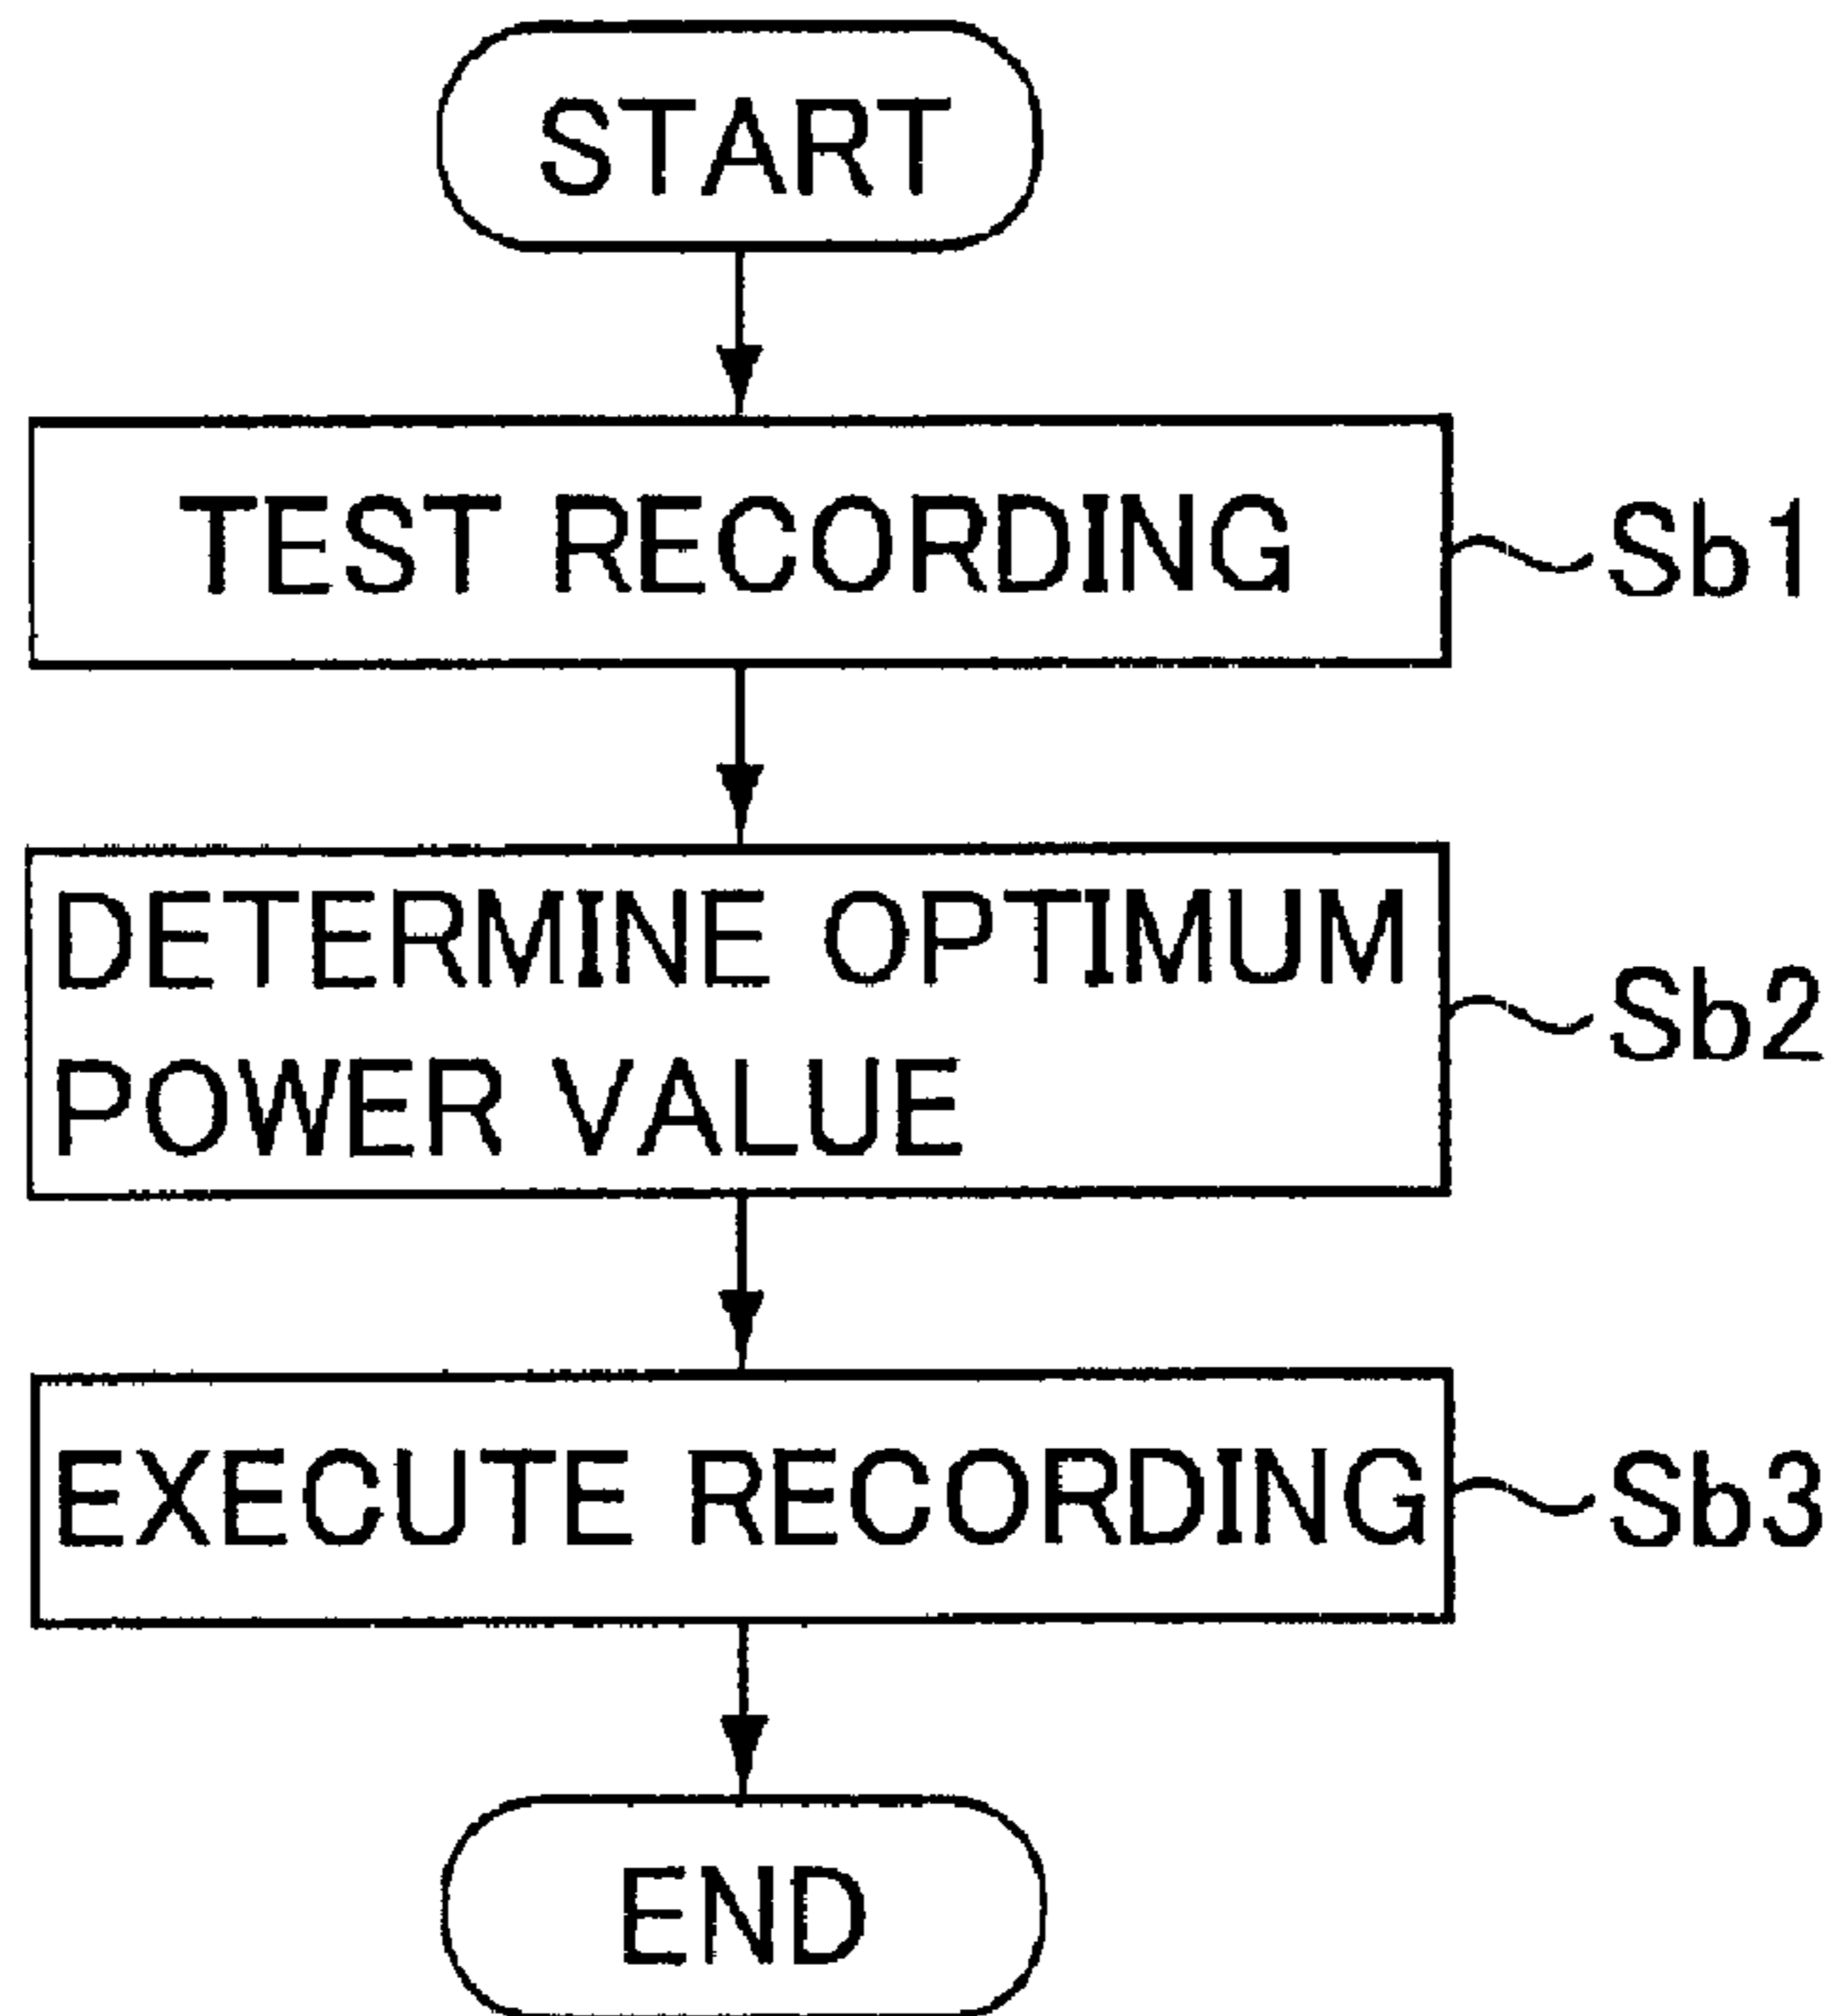 START
TEST RECORDING
Sb1
DETERMINE OPTIMUM
POWER VALUE
Sb2
EXECUTE RECORDING
Sb3
END